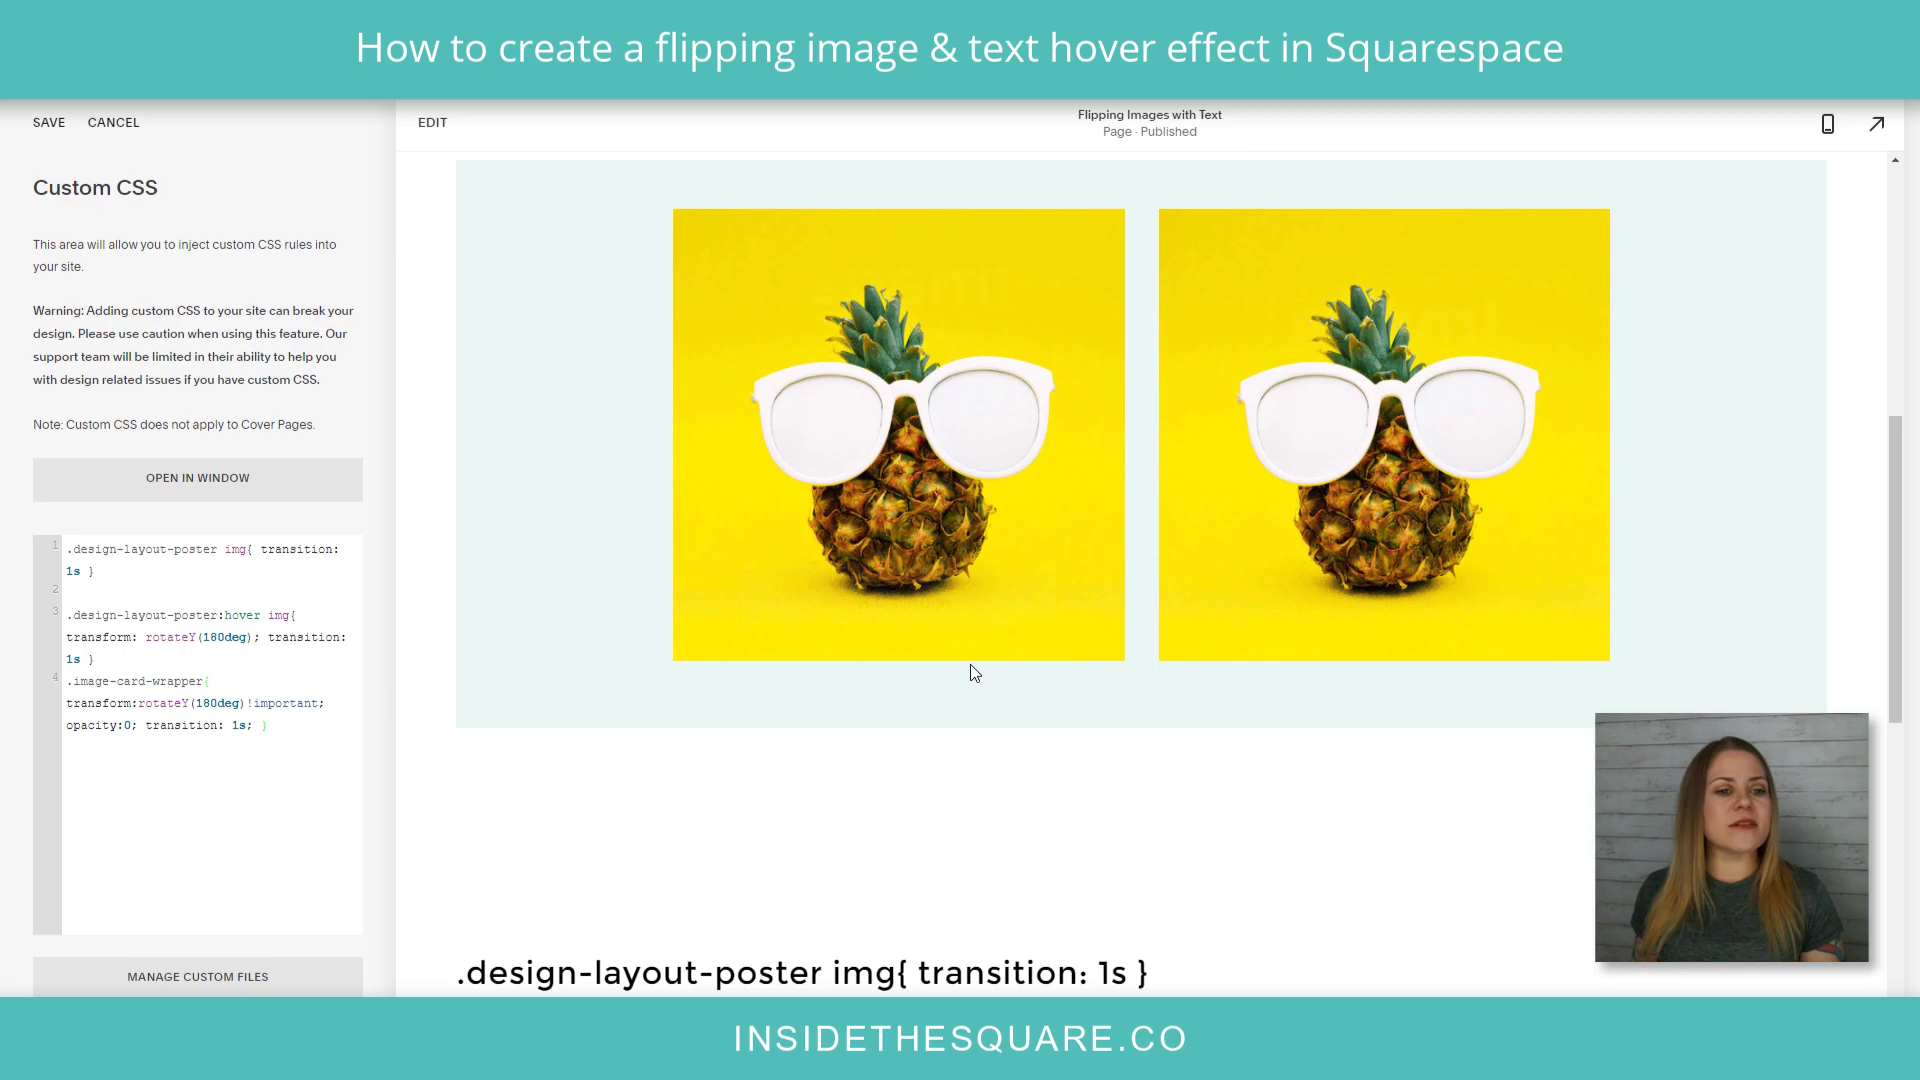 How to create a flipping image & text hover effect in Squarespace
SAVE CANCEL
EDIT
Flipping Images with Text
Page · Published
Custom CSS
This area will allow you to inject custom CSS rules into
your site.
Warning: Adding custom CSS to your site can break your
design. Please use caution when using this feature. Our
support team will be limited in their ability to help you
with design related issues if you have custom CSS.
Note: Custom CSS does not apply to Cover Pages.
OPEN IN WINDOW
1 .design-layout-poster img{ transition:
1s }
2
3 .design-layout-poster:hover img{
transform: rotateY(180deg); transition:
1s }
4 .image-card-wrapper{
transform:rotateY(180deg)!important;
opacity:0; transition: 1s; }
MANAGE CUSTOM FILES
.design-layout-poster img{ transition: 1s }
INSIDETHESQUARE.CO